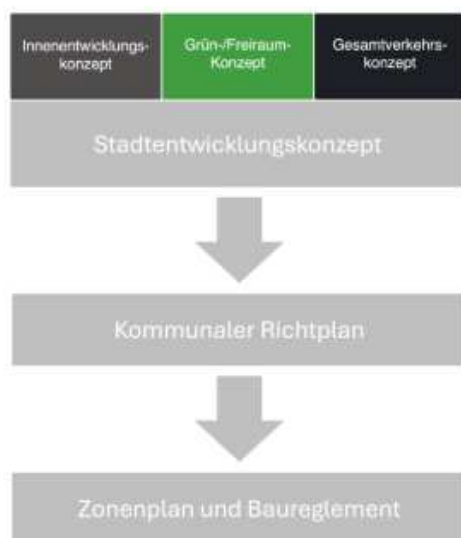 Innenentwicklungs-
konzept
Grün-/Freiraum-
Konzept
Gesamtverkehrs-
konzept
Stadtentwicklungskonzept
Kommunaler Richtplan
Zonenplan und Baureglement